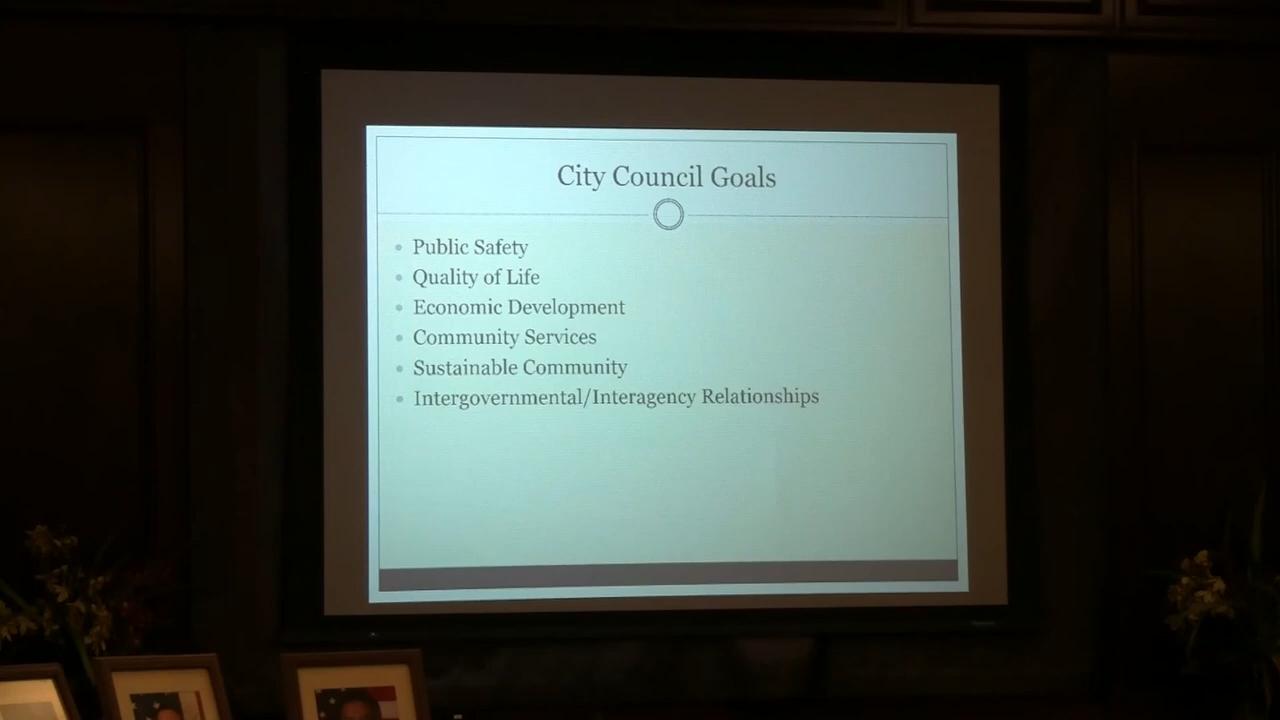 City Council Goals
Public Safety
Quality of Life
Economic Development
Community Services
Sustainable Community
Intergovernmental/Interagency Relationships